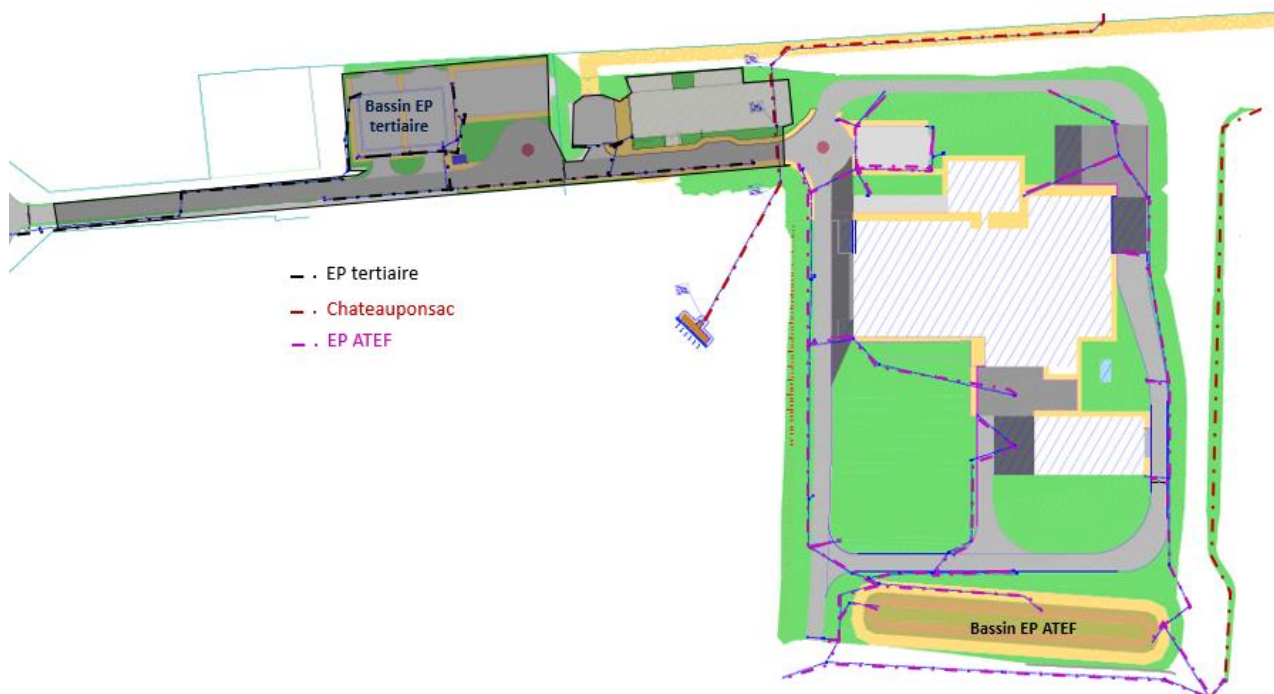 Bassin EP
tertiaire
EP tertiaire
Chateauponsac
EP ATEF
Bassin EP ATEF